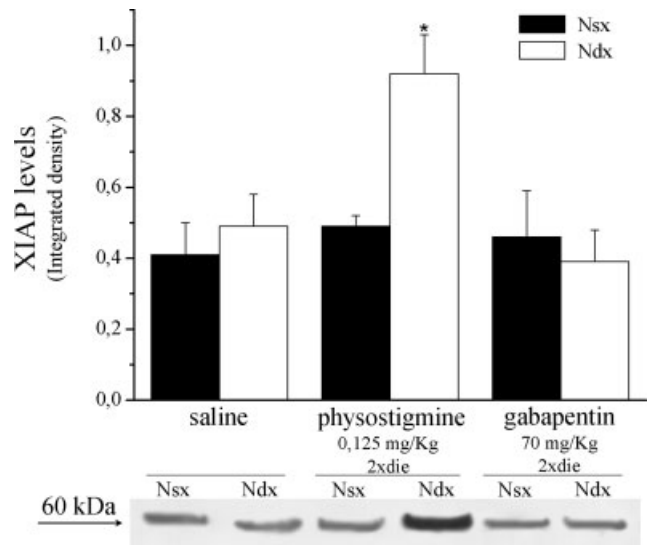 Nsx
Ndx
*
1,0
0,8
0,6
0,4
0,2
0,0
XIAP levels
(Integrated density)
saline physostigmine gabapentin
0,125 mg/Kg 70 mg/Kg
2xdie 2xdie
Nsx Ndx Nsx Ndx Nsx Ndx
60 kDa